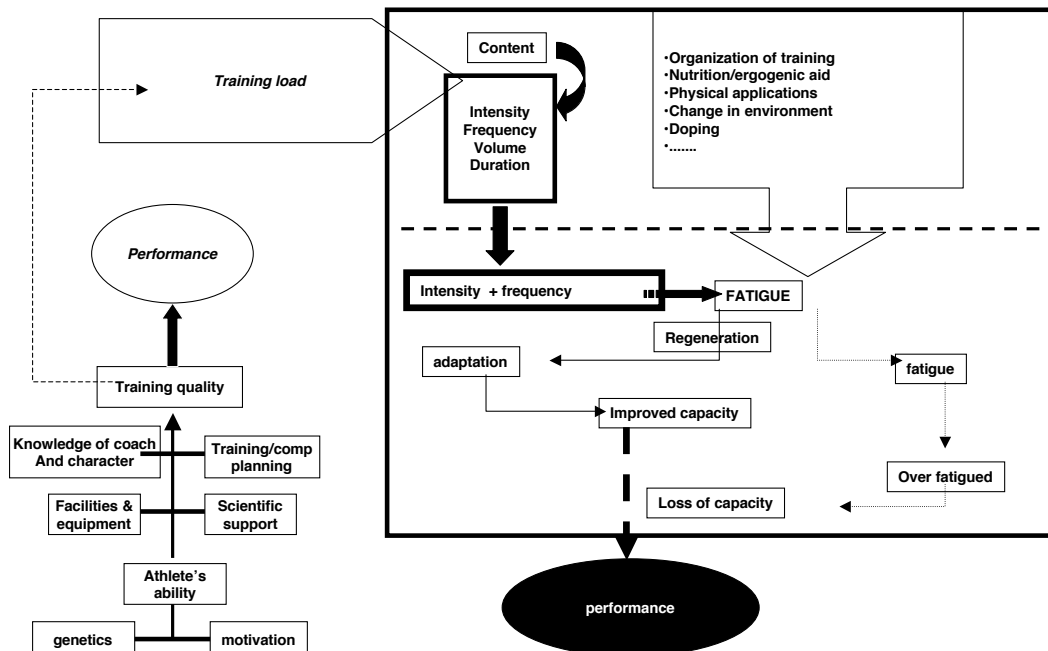 Content
•Organization of training
•Nutrition/ergogenic aid
•Physical applications
•Change in environment
•Doping
•.......
Training load
Intensity
Frequency
Volume
Duration
Performance
Intensity + frequency
FATIGUE
Regeneration
adaptation
fatigue
Training quality
Improved capacity
Knowledge of coach
And character
Training/comp
planning
Over fatigued
Facilities &
equipment
Scientific
support
Loss of capacity
Athlete's
ability
performance
genetics
motivation